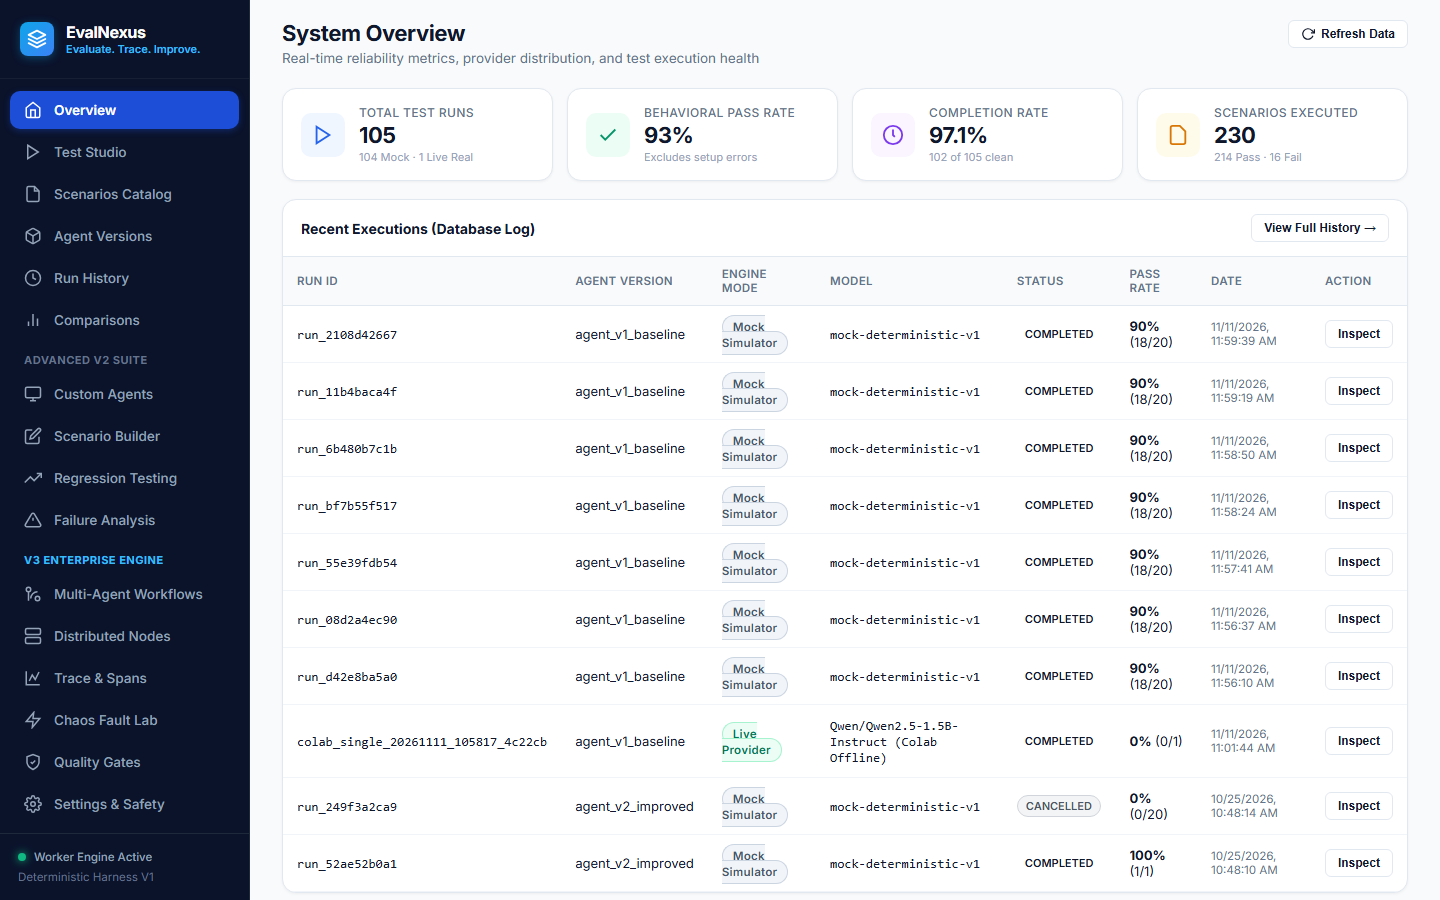 EvalNexus
Evaluate. Trace. Improve.
Overview
Test Studio
Scenarios Catalog
Agent Versions
Run History
Comparisons
ADVANCED V2 SUITE
Custom Agents
Scenario Builder
Regression Testing
Failure Analysis
V3 ENTERPRISE ENGINE
Multi-Agent Workflows
Distributed Nodes
Trace & Spans
Chaos Fault Lab
Quality Gates
Settings & Safety
Worker Engine Active
Deterministic Harness V1
System Overview
Real-time reliability metrics, provider distribution, and test execution health
Refresh Data
TOTAL TEST RUNS
105
104 Mock · 1 Live Real
BEHAVIORAL PASS RATE
93%
Excludes setup errors
COMPLETION RATE
97.1%
102 of 105 clean
SCENARIOS EXECUTED
230
214 Pass · 16 Fail
Recent Executions (Database Log)
View Full History →
RUN ID AGENT VERSION ENGINE MODE MODEL STATUS PASS RATE DATE ACTION
run_2108d42667 agent_v1_baseline Mock Simulator mock-deterministic-v1 COMPLETED 90% (18/20) 11/11/2026, 11:59:39 AM Inspect
run_11b4baca4f agent_v1_baseline Mock Simulator mock-deterministic-v1 COMPLETED 90% (18/20) 11/11/2026, 11:59:19 AM Inspect
run_6b480b7c1b agent_v1_baseline Mock Simulator mock-deterministic-v1 COMPLETED 90% (18/20) 11/11/2026, 11:58:50 AM Inspect
run_bf7b55f517 agent_v1_baseline Mock Simulator mock-deterministic-v1 COMPLETED 90% (18/20) 11/11/2026, 11:58:24 AM Inspect
run_55e39fdb54 agent_v1_baseline Mock Simulator mock-deterministic-v1 COMPLETED 90% (18/20) 11/11/2026, 11:57:41 AM Inspect
run_08d2a4ec90 agent_v1_baseline Mock Simulator mock-deterministic-v1 COMPLETED 90% (18/20) 11/11/2026, 11:56:37 AM Inspect
run_d42e8ba5a0 agent_v1_baseline Mock Simulator mock-deterministic-v1 COMPLETED 90% (18/20) 11/11/2026, 11:56:10 AM Inspect
colab_single_20261111_105817_4c22cb agent_v1_baseline Live Provider Qwen/Qwen2.5-1.5B-Instruct (Colab Offline) COMPLETED 0% (0/1) 11/11/2026, 11:01:44 AM Inspect
run_249f3a2ca9 agent_v2_improved Mock Simulator mock-deterministic-v1 CANCELLED 0% (0/20) 10/25/2026, 10:48:14 AM Inspect
run_52ae52b0a1 agent_v2_improved Mock Simulator mock-deterministic-v1 COMPLETED 100% (1/1) 10/25/2026, 10:48:10 AM Inspect